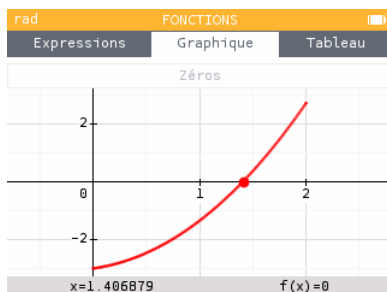 rad FONCTIONS
Expressions Graphique Tableau
Zéros
2
0 1 2
-2
x=1.406879 f(x)=0